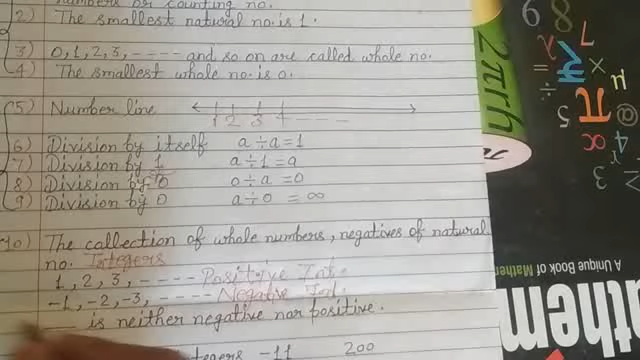 numbers or counting no.
2) The smallest natural no. is 1.
3) 0, 1, 2, 3, ---- and so on are called whole no.
4) The smallest whole no. is 0.
5) Number line
1 2 3 4 - - -
6) Division by itself a ÷ a = 1
7) Division by 1 a ÷ 1 = a
8) Division by 0 0 ÷ a = 0
9) Division by 0 a ÷ 0 = ∞
10) The collection of whole numbers, negatives of natural
no. Integers
1, 2, 3, ---- Positive Int.
-1, -2, -3, ---- Negative Int.
is neither negative nor positive.
-11 200
2πrh
A Unique Book of Mathem
them